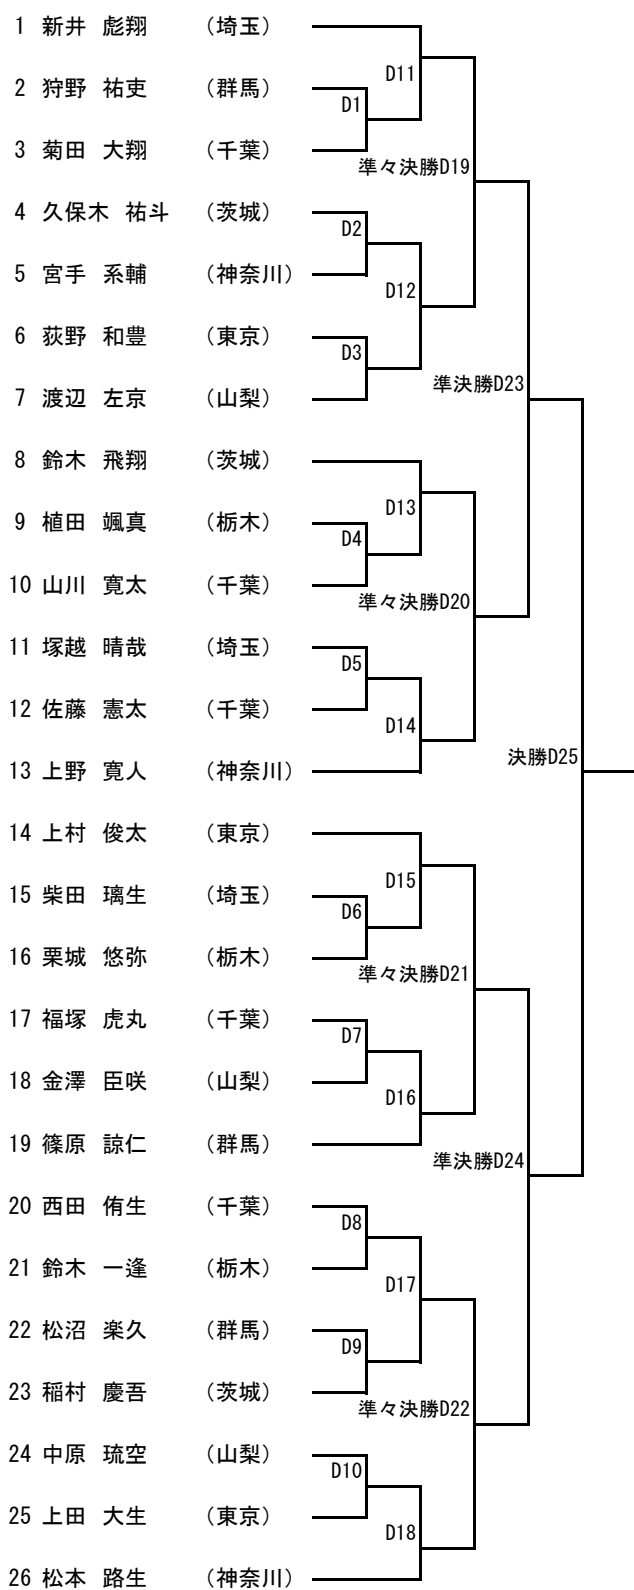 1 新井 彪翔 （埼玉）
D11
2 狩野 祐吏 （群馬）
D1
3 菊田 大翔 （千葉）
準々決勝D19
4 久保木 祐斗 （茨城）
D2
5 宮手 系輔 （神奈川）
D12
6 荻野 和豊 （東京）
D3
準決勝D23
7 渡辺 左京 （山梨）
8 鈴木 飛翔 （茨城）
D13
9 植田 颯真 （栃木）
D4
10 山川 寛太 （千葉）
準々決勝D20
11 塚越 晴哉 （埼玉）
D5
12 佐藤 憲太 （千葉）
D14
決勝D25
13 上野 寛人 （神奈川）
14 上村 俊太 （東京）
D15
15 柴田 璃生 （埼玉）
D6
16 栗城 悠弥 （栃木）
準々決勝D21
17 福塚 虎丸 （千葉）
D7
18 金澤 臣咲 （山梨）
D16
19 篠原 諒仁 （群馬）
準決勝D24
20 西田 侑生 （千葉）
D8
21 鈴木 一逢 （栃木）
D17
22 松沼 楽久 （群馬）
D9
23 稲村 慶吾 （茨城）
準々決勝D22
24 中原 琉空 （山梨）
D10
25 上田 大生 （東京）
D18
26 松本 路生 （神奈川）